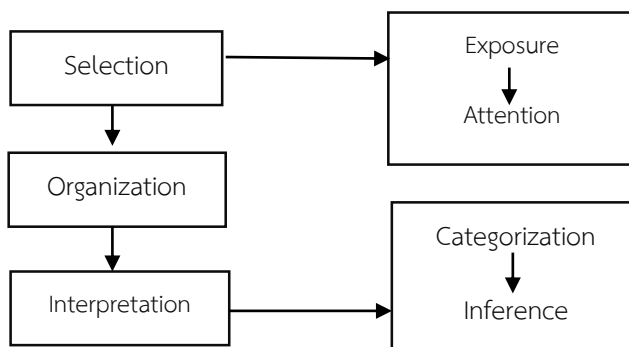 Selection
Exposure
Attention
Organization
Categorization
Interpretation
Inference